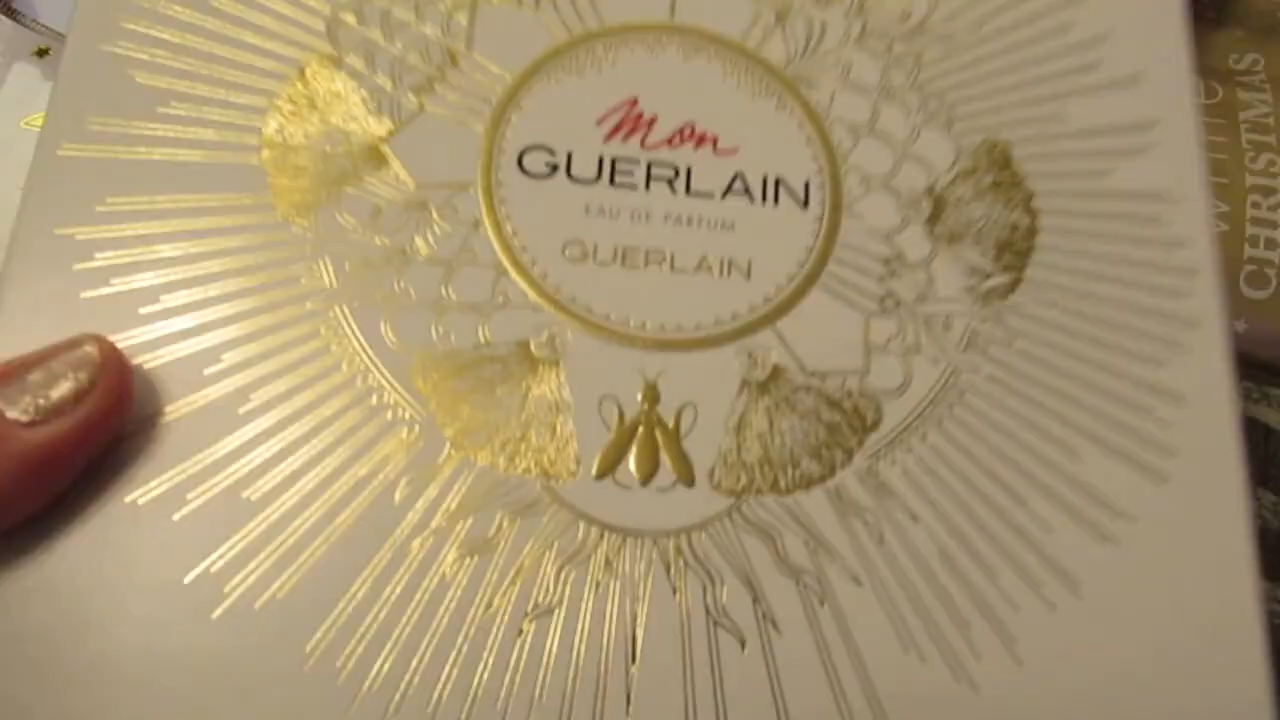 Mon
GUERLAIN
EAU DE PARFUM
GUERLAIN
CHRISTMAS